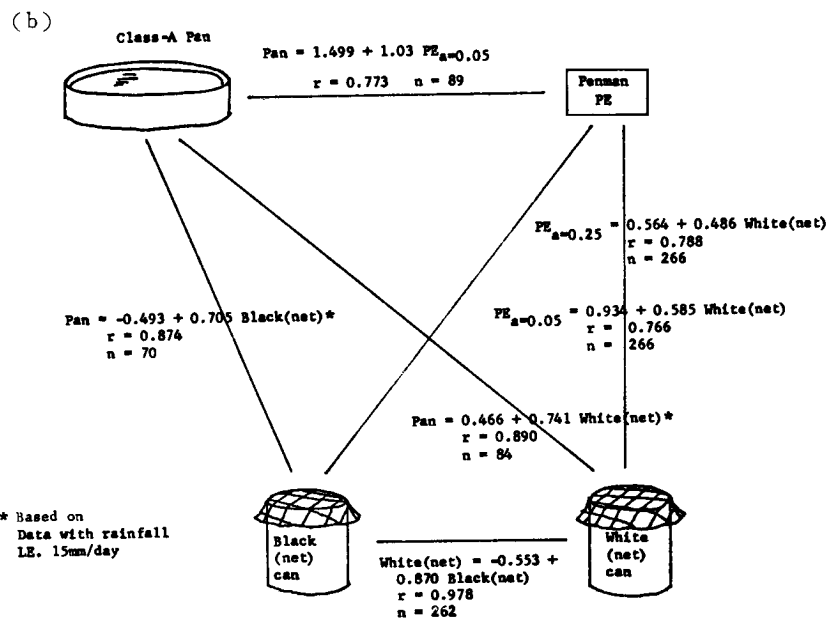 (b)
Class-A Pan
Pan = 1.499 + 1.03 PEa=0.05
r = 0.773 n = 89
Penman
PE
PEa=0.25 = 0.564 + 0.486 White(net)
r = 0.788
n = 266
Pan = -0.493 + 0.705 Black(net)*
r = 0.874
n = 70
PEa=0.05 = 0.934 + 0.585 White(net)
r = 0.766
n = 266
Pan = 0.466 + 0.741 White(net)*
r = 0.890
n = 84
* Based on
Data with rainfall
LE. 15mm/day
Black
(net)
can
White(net) = -0.553 +
0.870 Black(net)
r = 0.978
n = 262
White
(net)
can